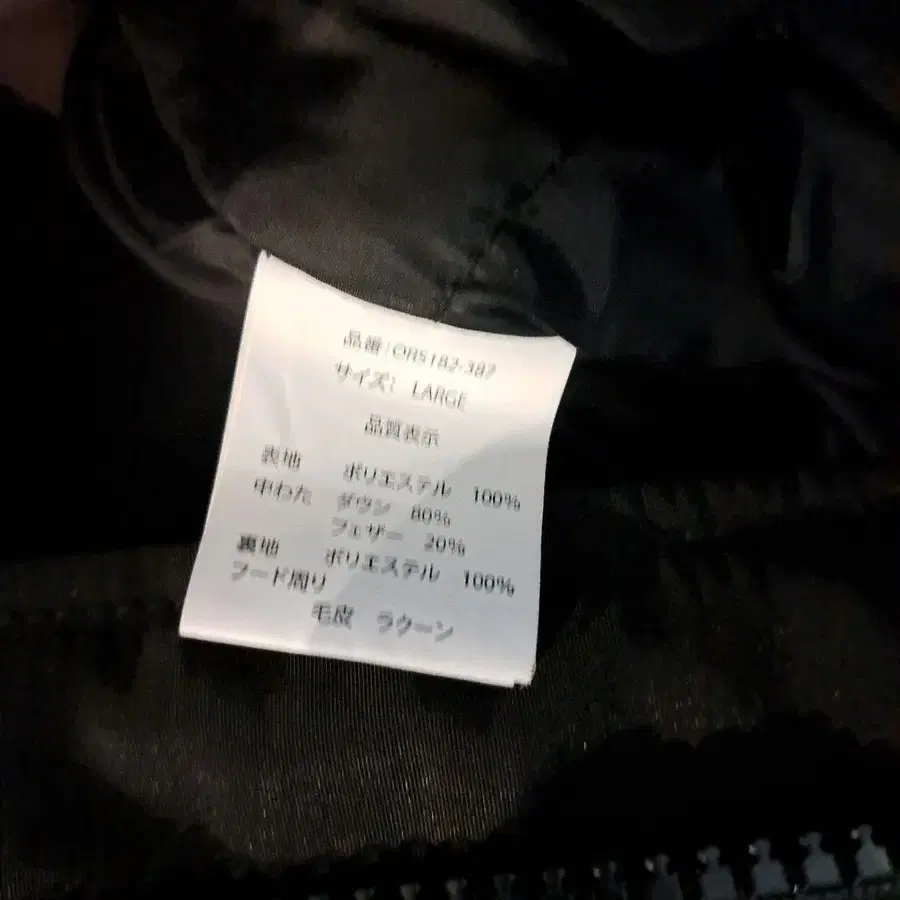 品番:OR5182-387
サイズ: LARGE
品質表示
表地 ポリエステル 100%
中わた ダウン 80%
フェザー 20%
裏地 ポリエステル 100%
フード周り
毛皮 ラクーン